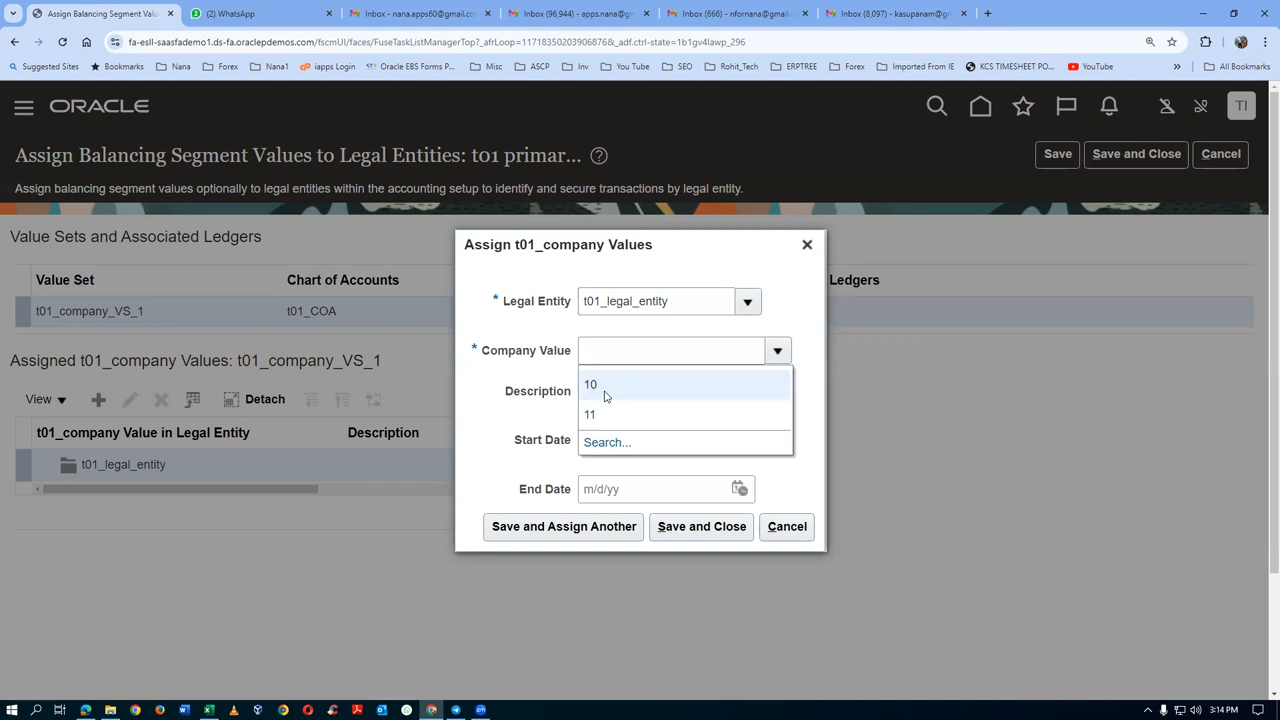 Assign Balancing Segment Valu
(2) WhatsApp
Inbox - nana.apps60@gmail.com
Inbox (96,944) - apps.nana@gm
Inbox (666) - nfornana@gmail.c
Inbox (8,097) - kasupanam@gm
fa-esll-saasfademo1.ds-fa.oraclepdemos.com/fscmUI/faces/FuseTaskListManagerTop?_afrLoop=117183502039068​76&_adf.ctrl-state=1b1gv4lawp_296
Suggested Sites
Bookmarks
Nana
Forex
Nana1
iapps Login
Oracle EBS Forms P...
Misc
ASCP
Inv
You Tube
SEO
Rohit_Tech
ERPTREE
Forex
Imported From IE
KCS TIMESHEET PO...
YouTube
All Bookmarks
ORACLE
TI
Assign Balancing Segment Values to Legal Entities: t01 primar...
Save
Save and Close
Cancel
Assign balancing segment values optionally to legal entities within the accounting setup to identify and secure transactions by legal entity.
Value Sets and Associated Ledgers
Value Set
Chart of Accounts
Ledgers
t01_company_VS_1
t01_COA
Assigned t01_company Values: t01_company_VS_1
View
Detach
t01_company Value in Legal Entity
Description
t01_legal_entity
Assign t01_company Values
* Legal Entity
t01_legal_entity
* Company Value
Description
10
11
Start Date
Search...
End Date
m/d/yy
Save and Assign Another
Save and Close
Cancel
3:14 PM